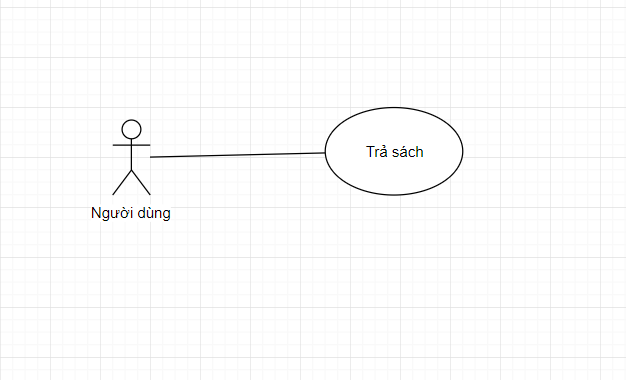 Trả sách
Người dùng